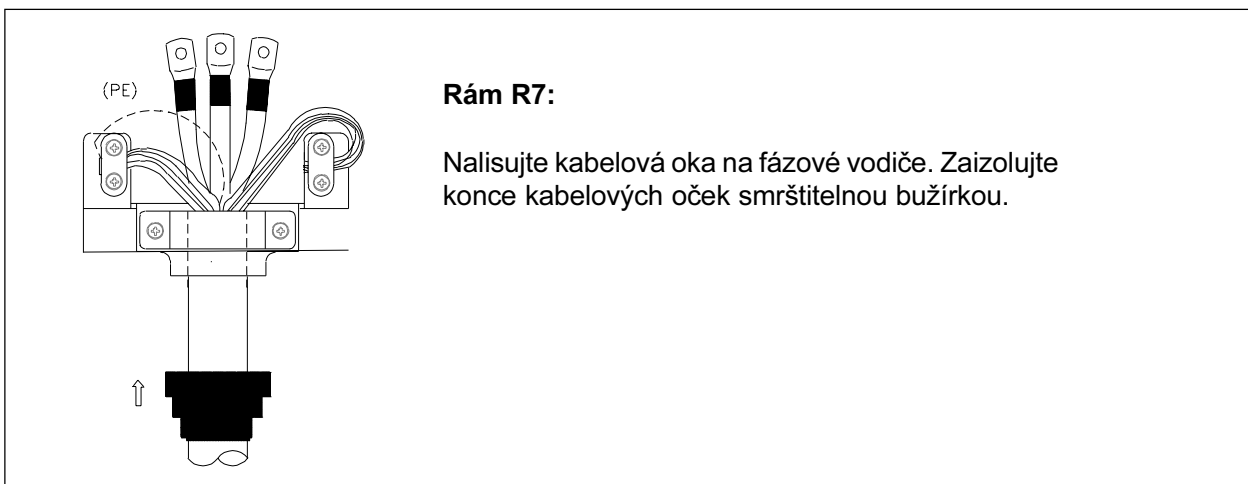 (PE)
Rám R7:
Nalisujte kabelová oka na fázové vodiče. Zaizolujte
konce kabelových oček smrštitelnou bužírkou.